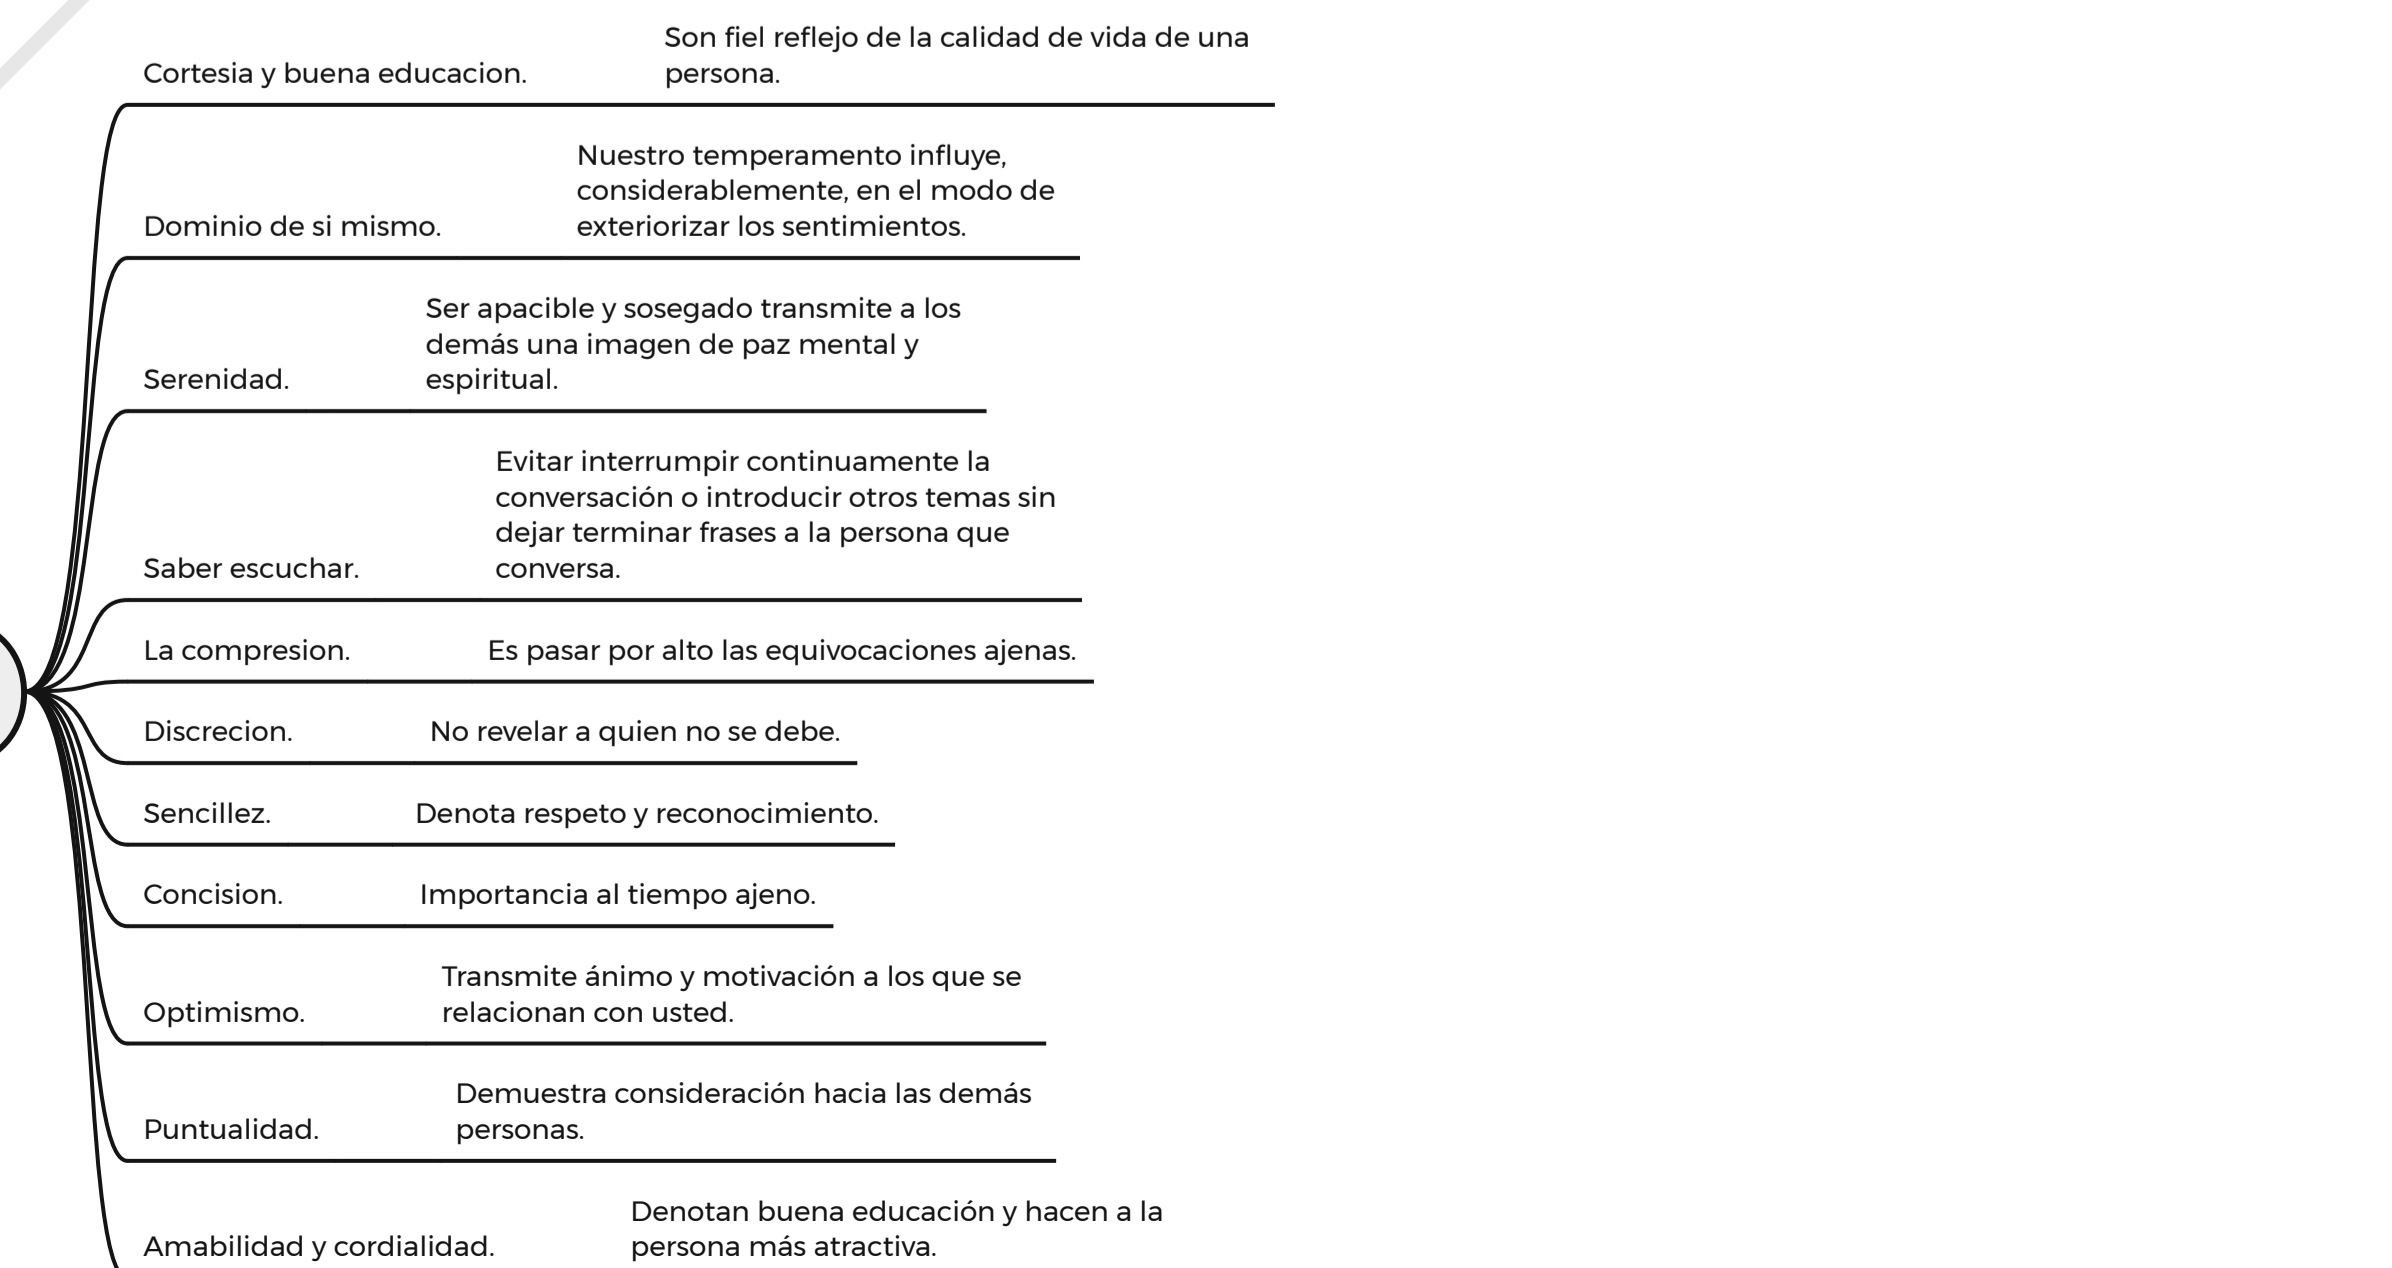 Cortesia y buena educacion.
Son fiel reflejo de la calidad de vida de una
persona.
Dominio de si mismo.
Nuestro temperamento influye,
considerablemente, en el modo de
exteriorizar los sentimientos.
Serenidad.
Ser apacible y sosegado transmite a los
demás una imagen de paz mental y
espiritual.
Saber escuchar.
Evitar interrumpir continuamente la
conversación o introducir otros temas sin
dejar terminar frases a la persona que
conversa.
La compresion.
Es pasar por alto las equivocaciones ajenas.
Discrecion.
No revelar a quien no se debe.
Sencillez.
Denota respeto y reconocimiento.
Concision.
Importancia al tiempo ajeno.
Optimismo.
Transmite ánimo y motivación a los que se
relacionan con usted.
Puntualidad.
Demuestra consideración hacia las demás
personas.
Amabilidad y cordialidad.
Denotan buena educación y hacen a la
persona más atractiva.